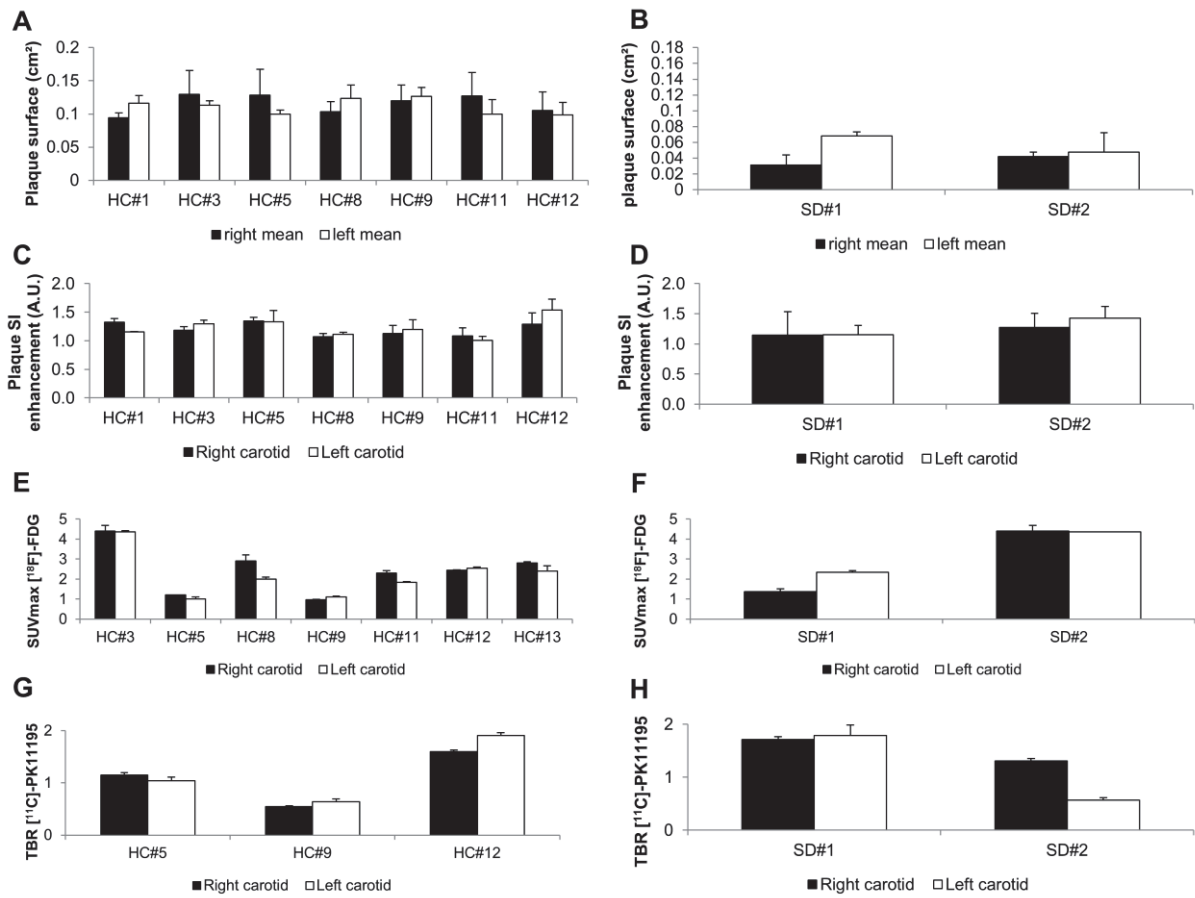 A
Plaque surface (cm²)
0.2
0.15
0.1
0.05
0
HC#1 HC#3 HC#5 HC#8 HC#9 HC#11 HC#12
right mean left mean
B
plaque surface (cm²)
0.18
0.16
0.14
0.12
0.1
0.08
0.06
0.04
0.02
0
SD#1 SD#2
right mean left mean
C
Plaque SI
enhancement (A.U.)
2.0
1.5
1.0
0.5
0.0
HC#1 HC#3 HC#5 HC#8 HC#9 HC#11 HC#12
Right carotid Left carotid
D
Plaque SI
enhancement (A.U.)
2.0
1.5
1.0
0.5
0.0
SD#1 SD#2
Right carotid Left carotid
E
SUVmax [¹⁸F]-FDG
5
4
3
2
1
0
HC#3 HC#5 HC#8 HC#9 HC#11 HC#12 HC#13
Right carotid Left carotid
F
SUVmax [¹⁸F]-FDG
5
4
3
2
1
0
SD#1 SD#2
Right carotid Left carotid
G
TBR [¹¹C]-PK11195
2
1
0
HC#5 HC#9 HC#12
Right carotid Left carotid
H
TBR [¹¹C]-PK11195
2
1
0
SD#1 SD#2
Right carotid Left carotid